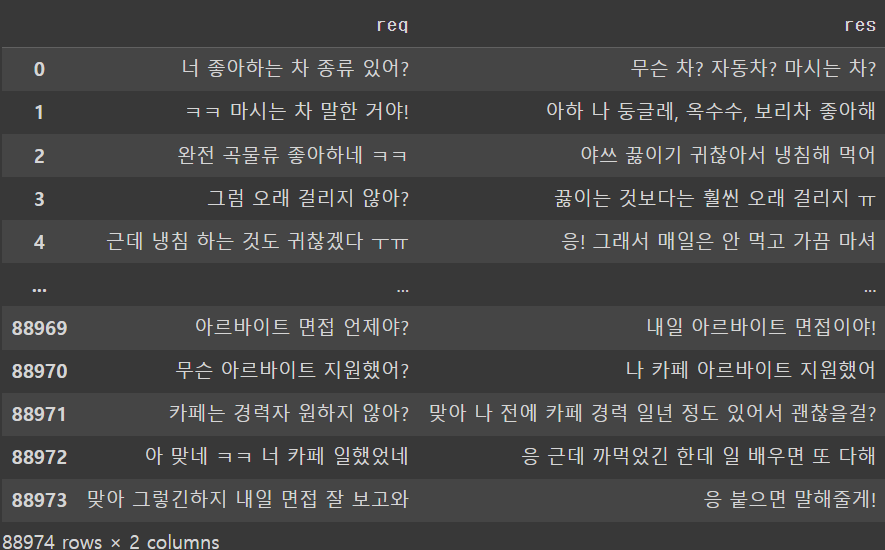 req res
0 너 좋아하는 차 종류 있어? 무슨 차? 자동차? 마시는 차?
1 ㅋㅋ 마시는 차 말한 거야! 아하 나 둥글레, 옥수수, 보리차 좋아해
2 완전 곡물류 좋아하네 ㅋㅋ 야쓰 끓이기 귀찮아서 냉침해 먹어
3 그럼 오래 걸리지 않아? 끓이는 것보다는 훨씬 오래 걸리지 ㅠ
4 근데 냉침 하는 것도 귀찮겠다 ㅜㅠ 응! 그래서 매일은 안 먹고 가끔 마셔
... ... ...
88969 아르바이트 면접 언제야? 내일 아르바이트 면접이야!
88970 무슨 아르바이트 지원했어? 나 카페 아르바이트 지원했어
88971 카페는 경력자 원하지 않아? 맞아 나 전에 카페 경력 일년 정도 있어서 괜찮을걸?
88972 아 맞네 ㅋㅋ 너 카페 일했었네 응 근데 까먹었긴 한데 일 배우면 또 다해
88973 맞아 그렇긴하지 내일 면접 잘 보고와 응 붙으면 말해줄게!
88974 rows × 2 columns